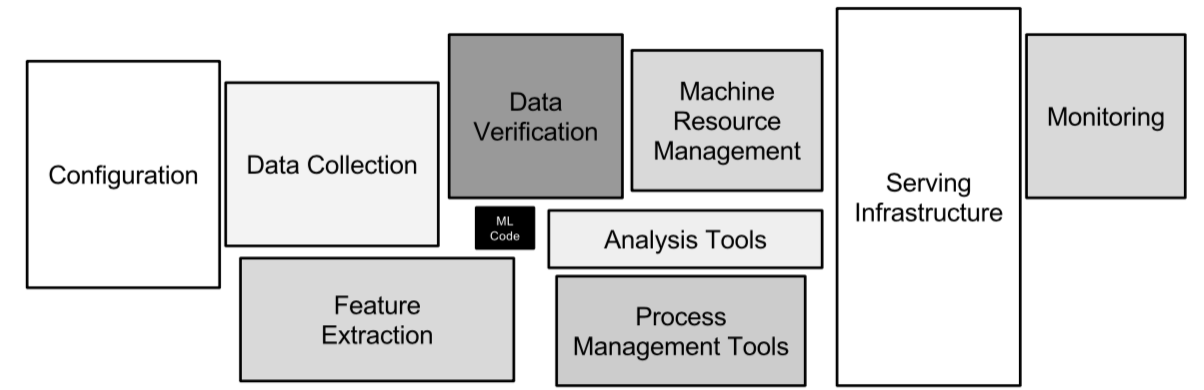 Configuration
Data Collection
Data
Verification
Machine
Resource
Management
Serving
Infrastructure
Monitoring
ML
Code
Analysis Tools
Feature
Extraction
Process
Management Tools